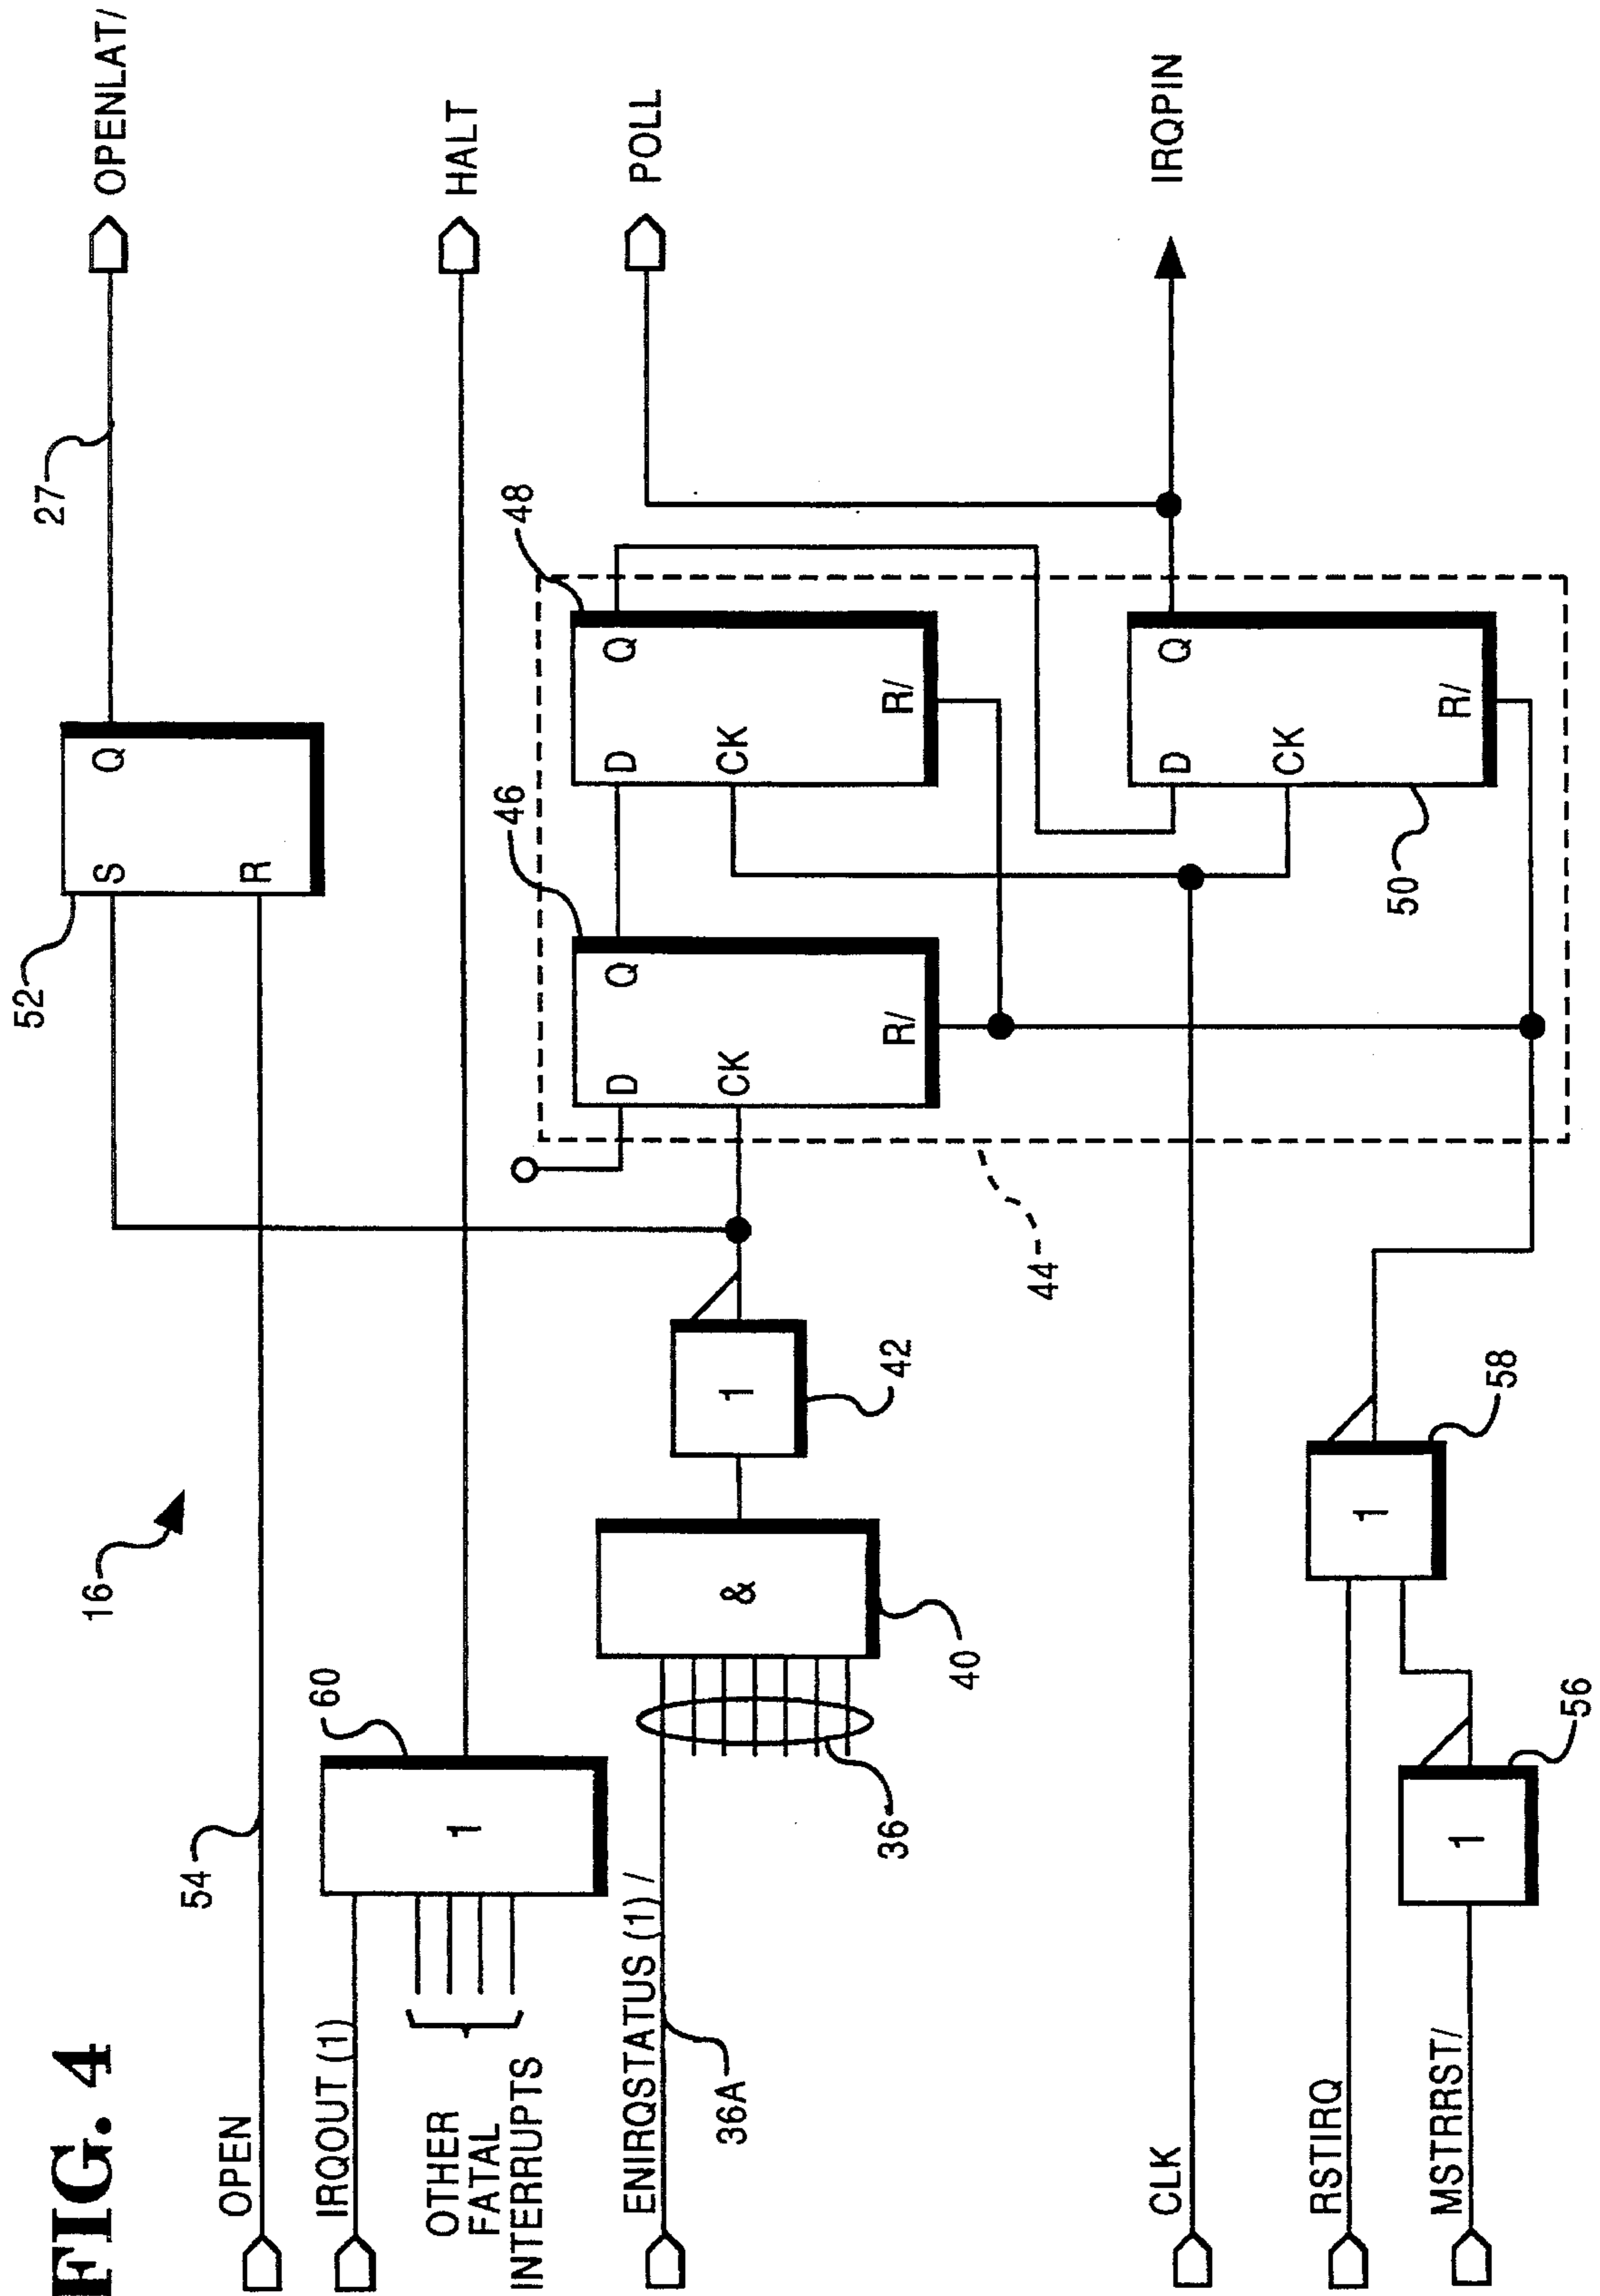 FIG. 4
16
OPEN
54
52
S
Q
R
27
OPENLAT/
IRQOUT (1)
OTHER
FATAL
INTERRUPTS
60
1
HALT
ENIRQSTATUS (1) /
36A
36
&
40
1
42
44
46
D
Q
CK
R/
48
D
Q
CK
R/
POLL
50
D
Q
CK
R/
IRQPIN
CLK
RSTIRQ
MSTRRST/
1
56
1
58